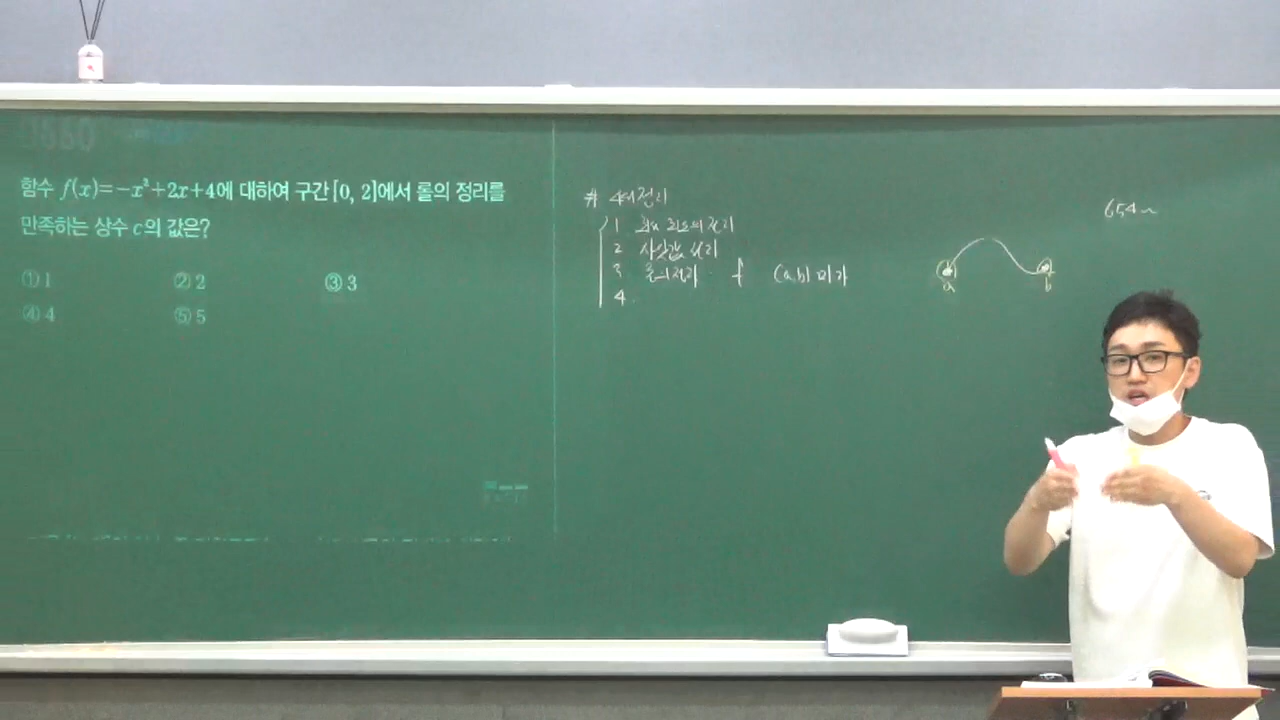 함수 f(x)=-x²+2x+4에 대하여 구간 [0, 2]에서 롤의 정리를
만족하는 상수 c의 값은?
① 1 ② 2 ③ 3
④ 4 ⑤ 5
# 4대정리
1 최대 최소의 정리
2 사잇값 정리
3 롤의정리 f (a,b) 미가
4.
a b
654~